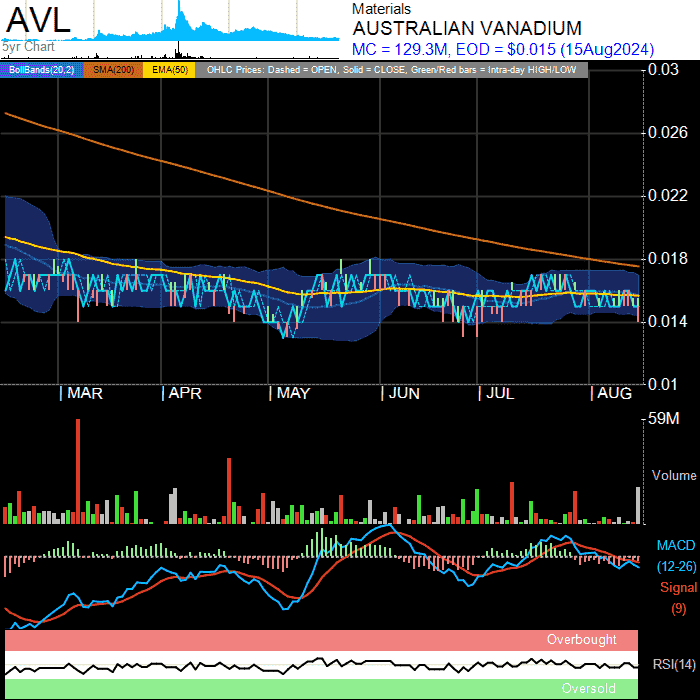 AVL
5yr Chart
Materials
AUSTRALIAN VANADIUM
MC = 129.3M, EOD = $0.015 (15Aug2024)
BollBands(20,2) SMA(200) EMA(50) OHLC Prices: Dashed = OPEN, Solid = CLOSE, Green/Red bars = Intra-day HIGH/LOW
0.03
0.026
0.022
0.018
0.014
0.01
MAR APR MAY JUN JUL AUG
59M
Volume
MACD
(12-26)
Signal
(9)
Overbought
RSI(14)
Oversold